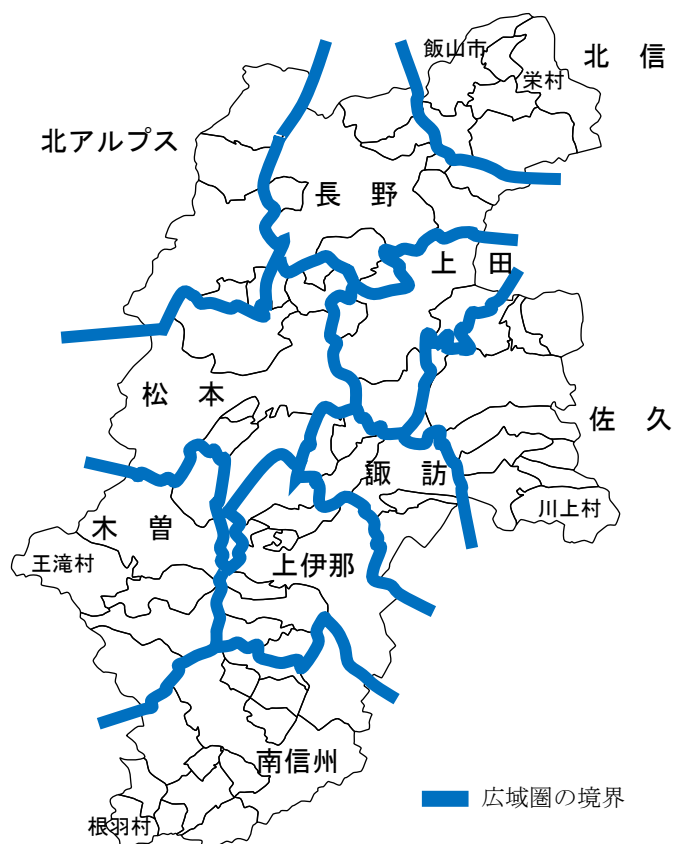 飯山市
北　信
栄村
北アルプス
長　野
上　田
松　本
佐　久
諏　訪
川上村
木　曽
王滝村
上伊那
南信州
広域圏の境界
根羽村